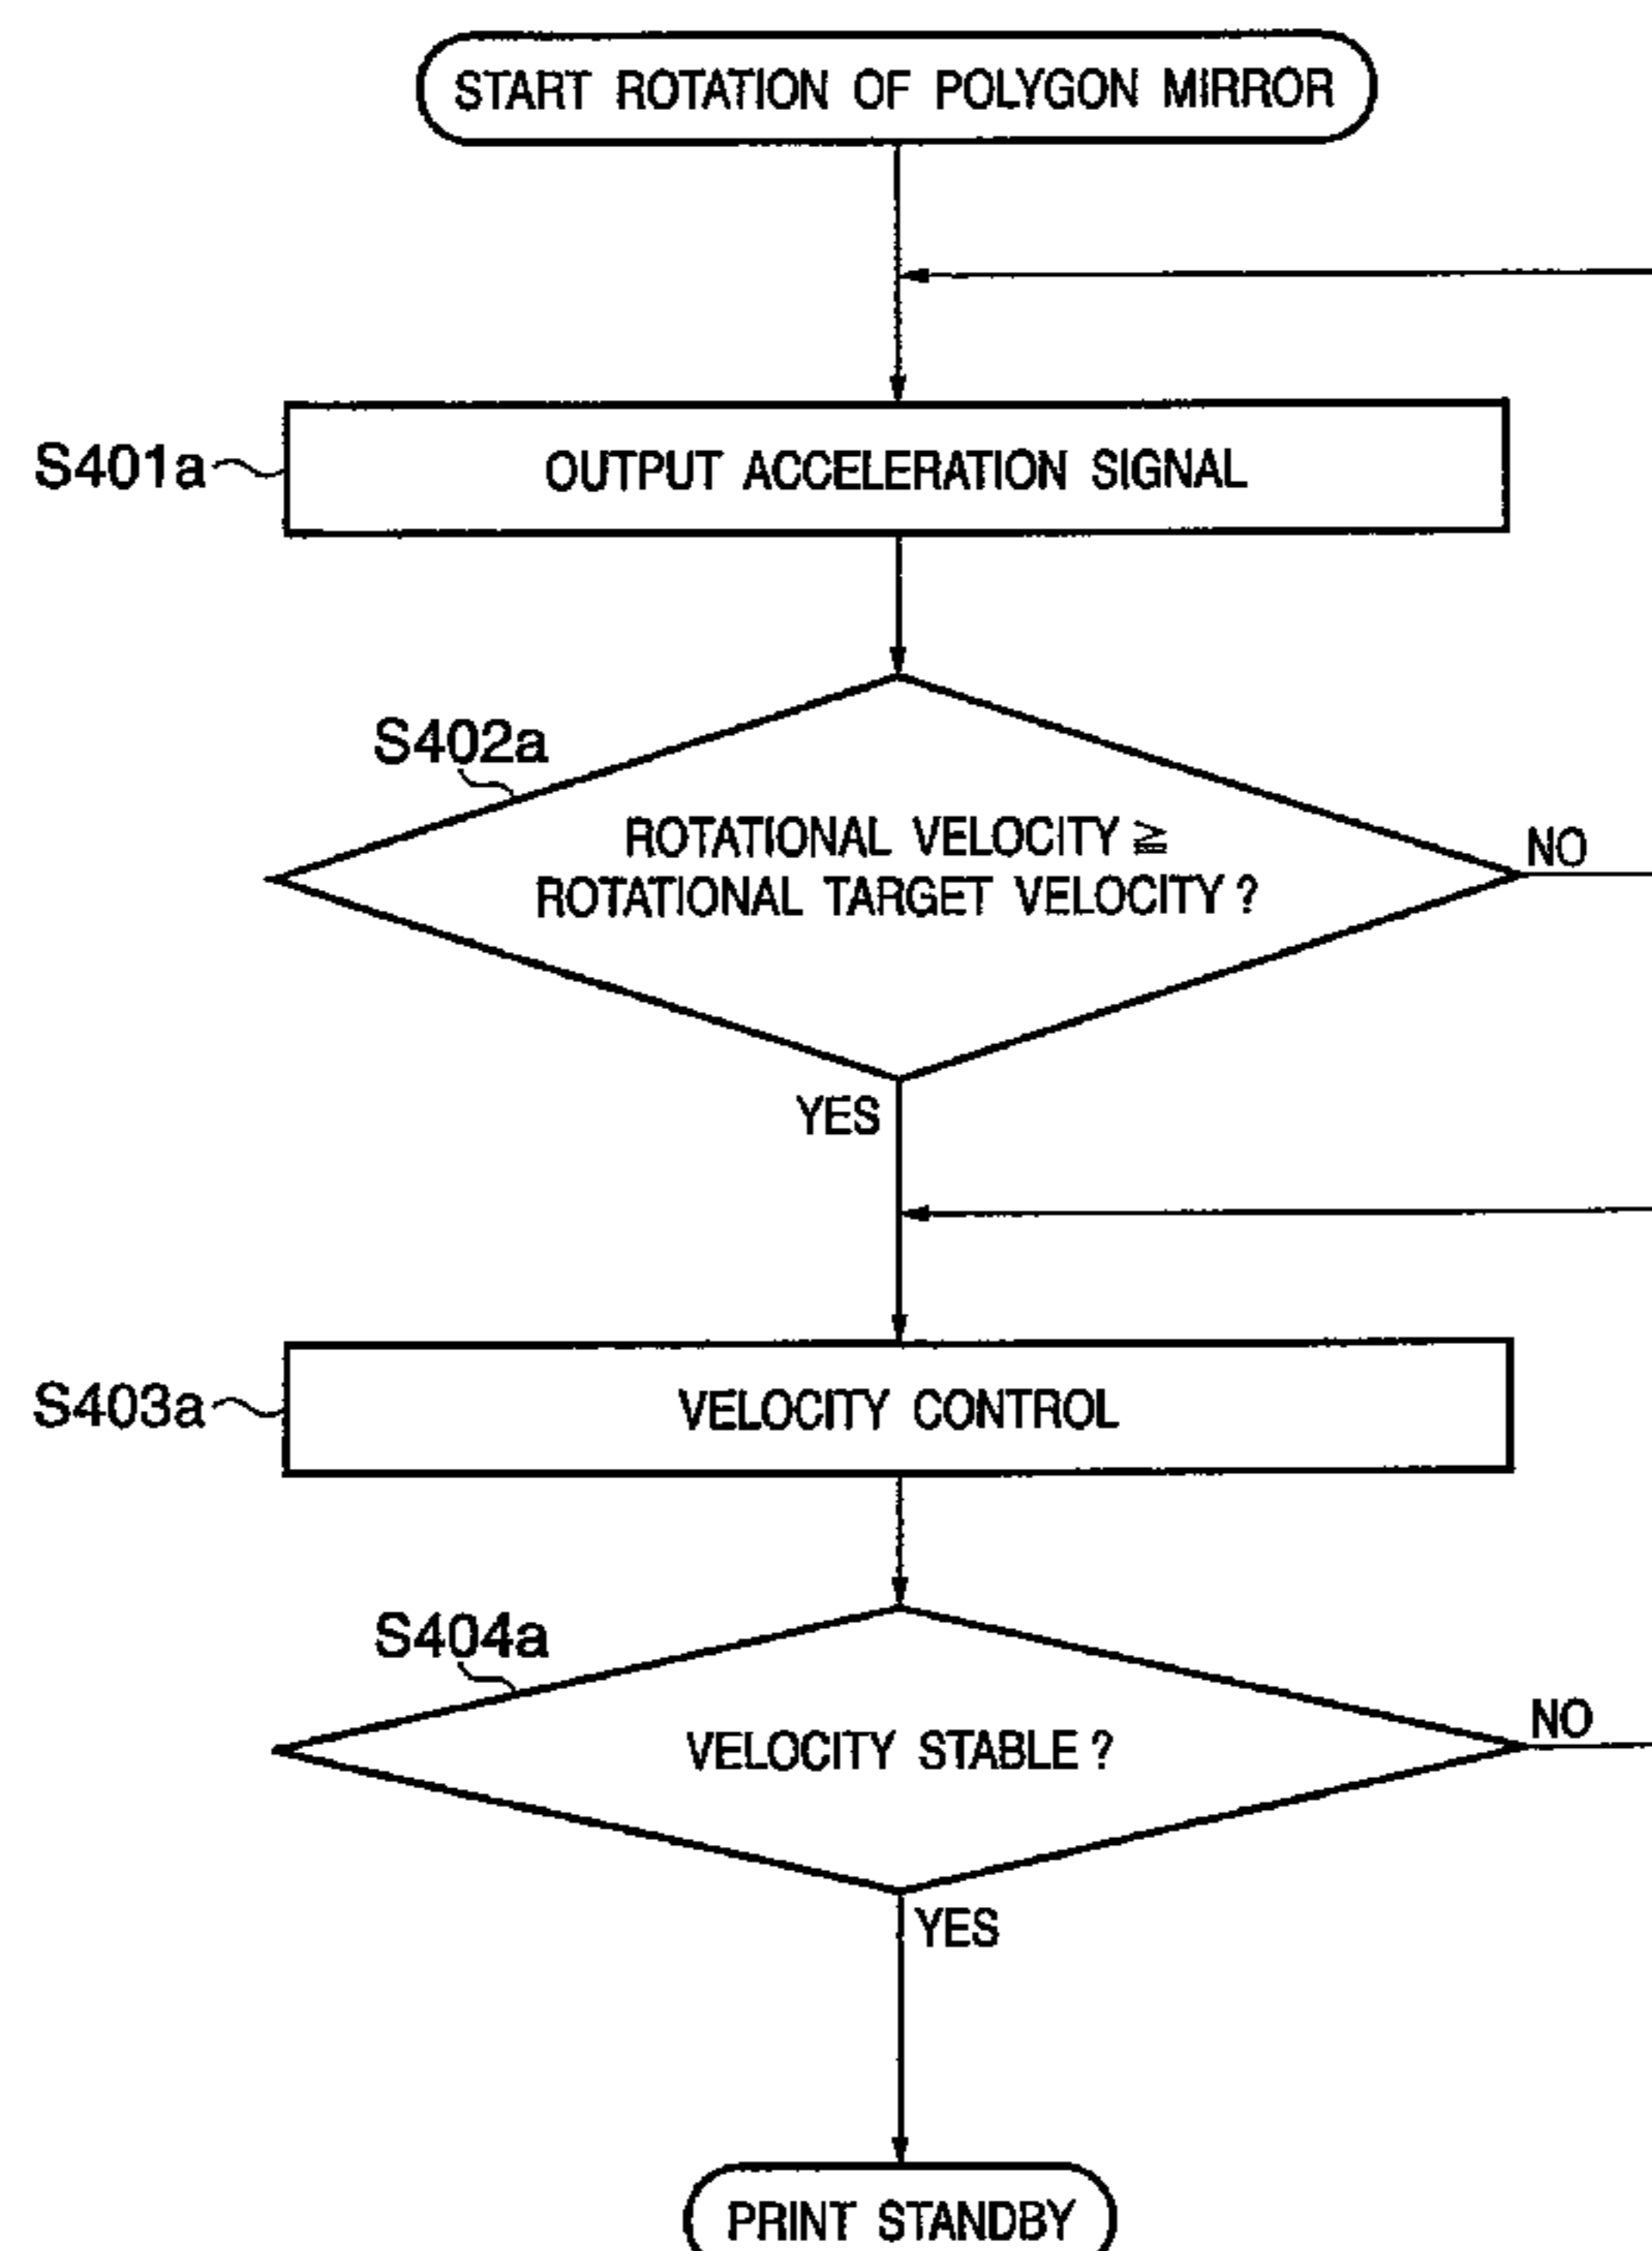 START ROTATION OF POLYGON MIRROR
S401a
OUTPUT ACCELERATION SIGNAL
S402a
ROTATIONAL VELOCITY ≧
ROTATIONAL TARGET VELOCITY ?
NO
YES
S403a
VELOCITY CONTROL
S404a
VELOCITY STABLE ?
NO
YES
PRINT STANDBY